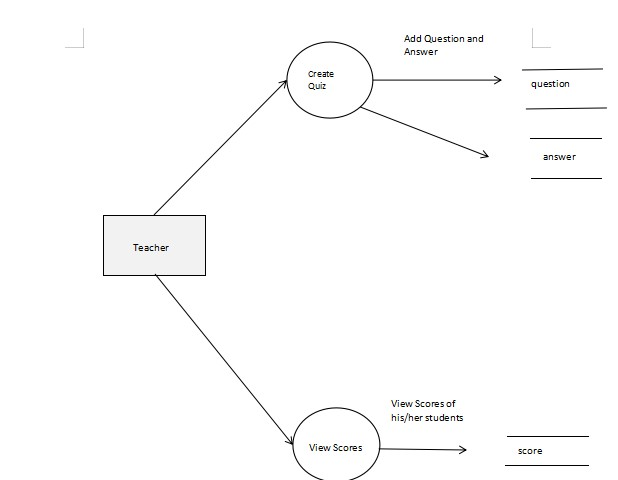 Add Question and
Answer
Create
Quiz
question
answer
Teacher
View Scores of
his/her students
View Scores
score